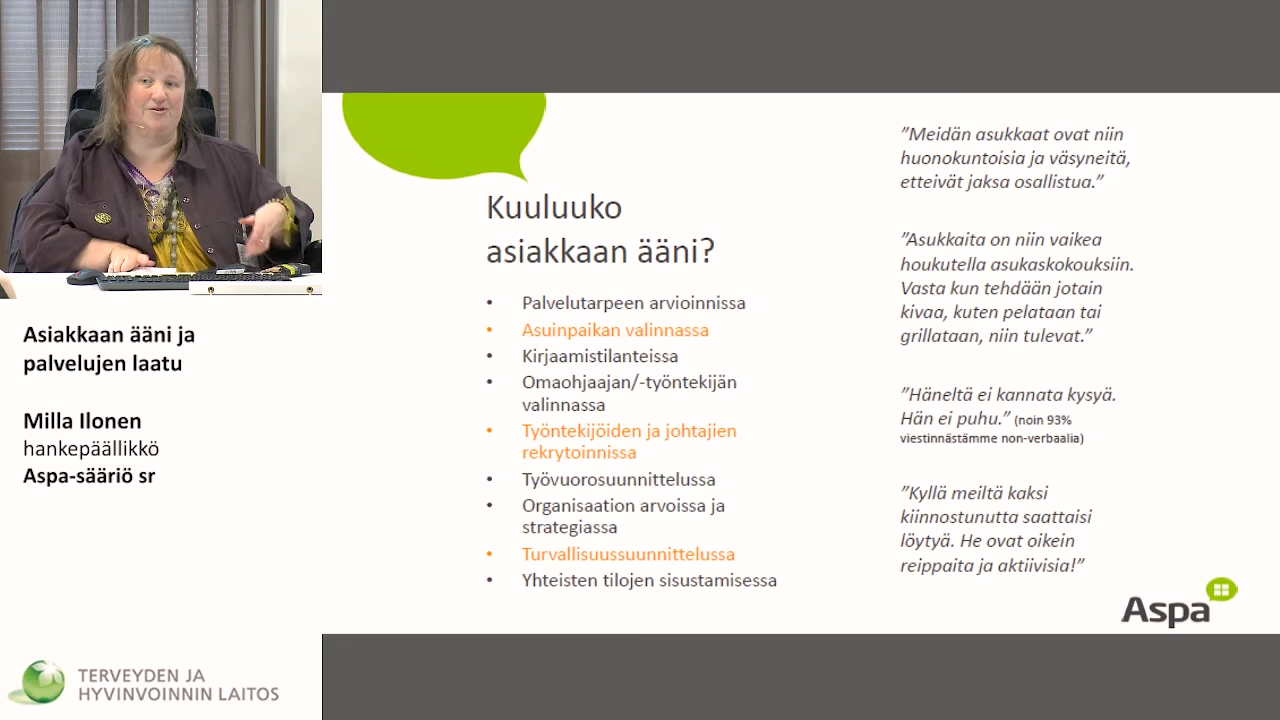 Asiakkaan ääni ja
palvelujen laatu
Milla Ilonen
hankepäällikkö
Aspa-sääriö sr
TERVEYDEN JA
HYVINVOINNIN LAITOS
Kuuluuko
asiakkaan ääni?
• Palvelutarpeen arvioinnissa
• Asuinpaikan valinnassa
• Kirjaamistilanteissa
• Omaohjaajan/-työntekijän
valinnassa
• Työntekijöiden ja johtajien
rekrytoinnissa
• Työvuorosuunnittelussa
• Organisaation arvoissa ja
strategiassa
• Turvallisuussuunnittelussa
• Yhteisten tilojen sisustamisessa
”Meidän asukkaat ovat niin
huonokuntoisia ja väsyneitä,
etteivät jaksa osallistua.”
”Asukkaita on niin vaikea
houkutella asukaskokouksiin.
Vasta kun tehdään jotain
kivaa, kuten pelataan tai
grillataan, niin tulevat.”
”Häneltä ei kannata kysyä.
Hän ei puhu.” (noin 93%
viestinnästämme non-verbaalia)
”Kyllä meiltä kaksi
kiinnostunutta saattaisi
löytyä. He ovat oikein
reippaita ja aktiivisia!”
Aspa